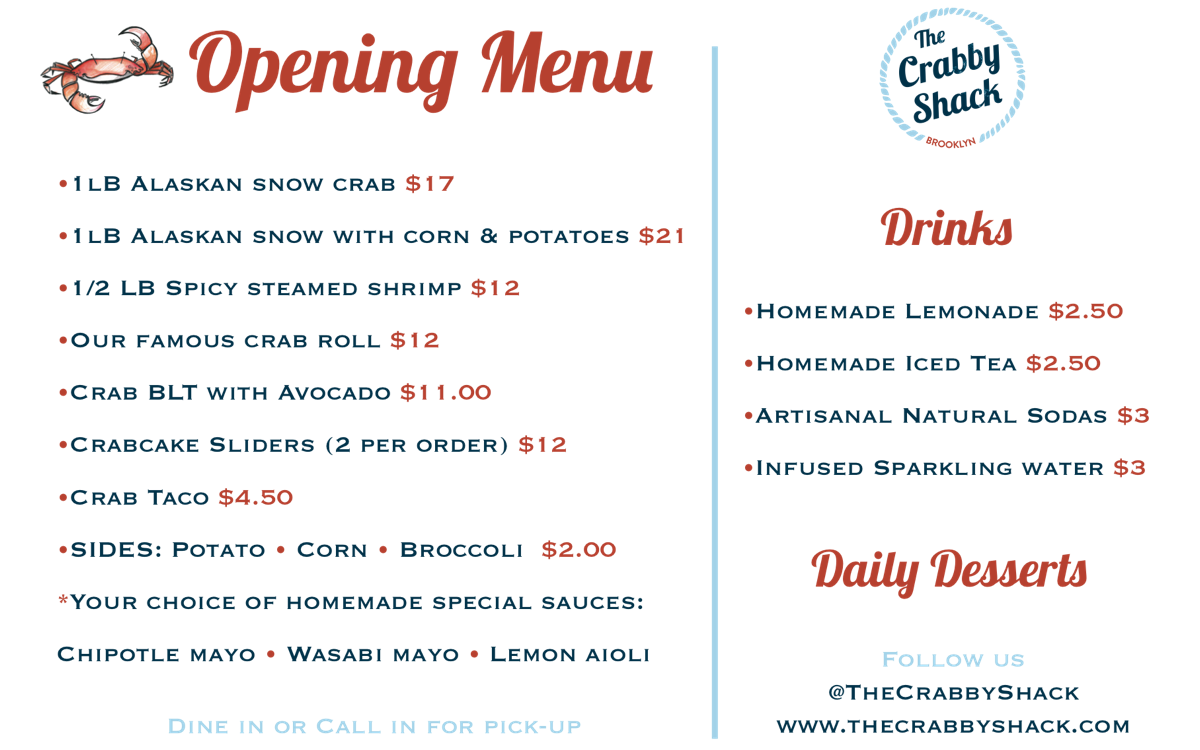 Opening Menu
•1lb Alaskan snow crab $17
•1lb Alaskan snow with corn & potatoes $21
•1/2 lb Spicy steamed shrimp $12
•Our famous crab roll $12
•Crab BLT with Avocado $11.00
•Crabcake Sliders (2 per order) $12
•Crab Taco $4.50
•SIDES: Potato • Corn • Broccoli $2.00
*Your choice of homemade special sauces:
Chipotle mayo • Wasabi mayo • Lemon aioli
Dine in or Call in for pick-up
The
Crabby
Shack
BROOKLYN
Drinks
•Homemade Lemonade $2.50
•Homemade Iced Tea $2.50
•Artisanal Natural Sodas $3
•Infused Sparkling water $3
Daily Desserts
Follow us
@TheCrabbyShack
www.thecrabbyshack.com